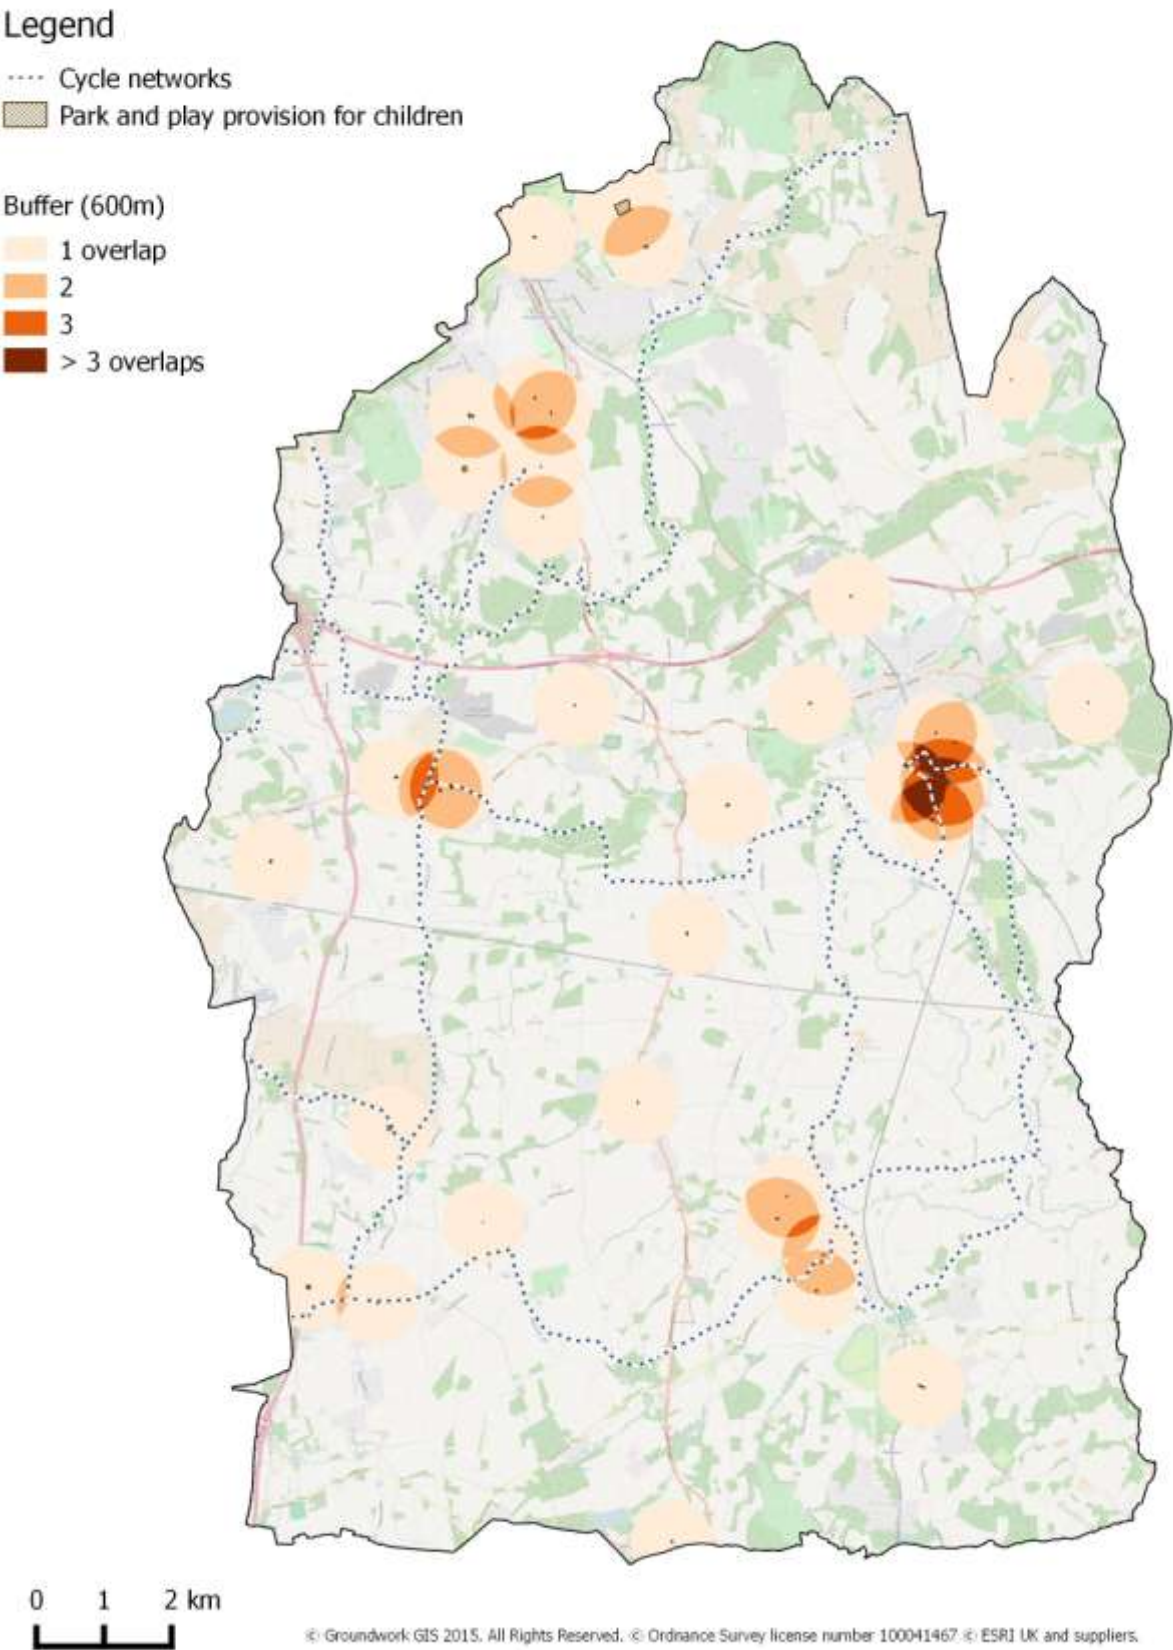 Legend
Cycle networks
Park and play provision for children
Buffer (600m)
1 overlap
2
3
> 3 overlaps
0 1 2 km
© Groundwork GIS 2015. All Rights Reserved. © Ordnance Survey license number 100041467 © ESRI UK and suppliers.